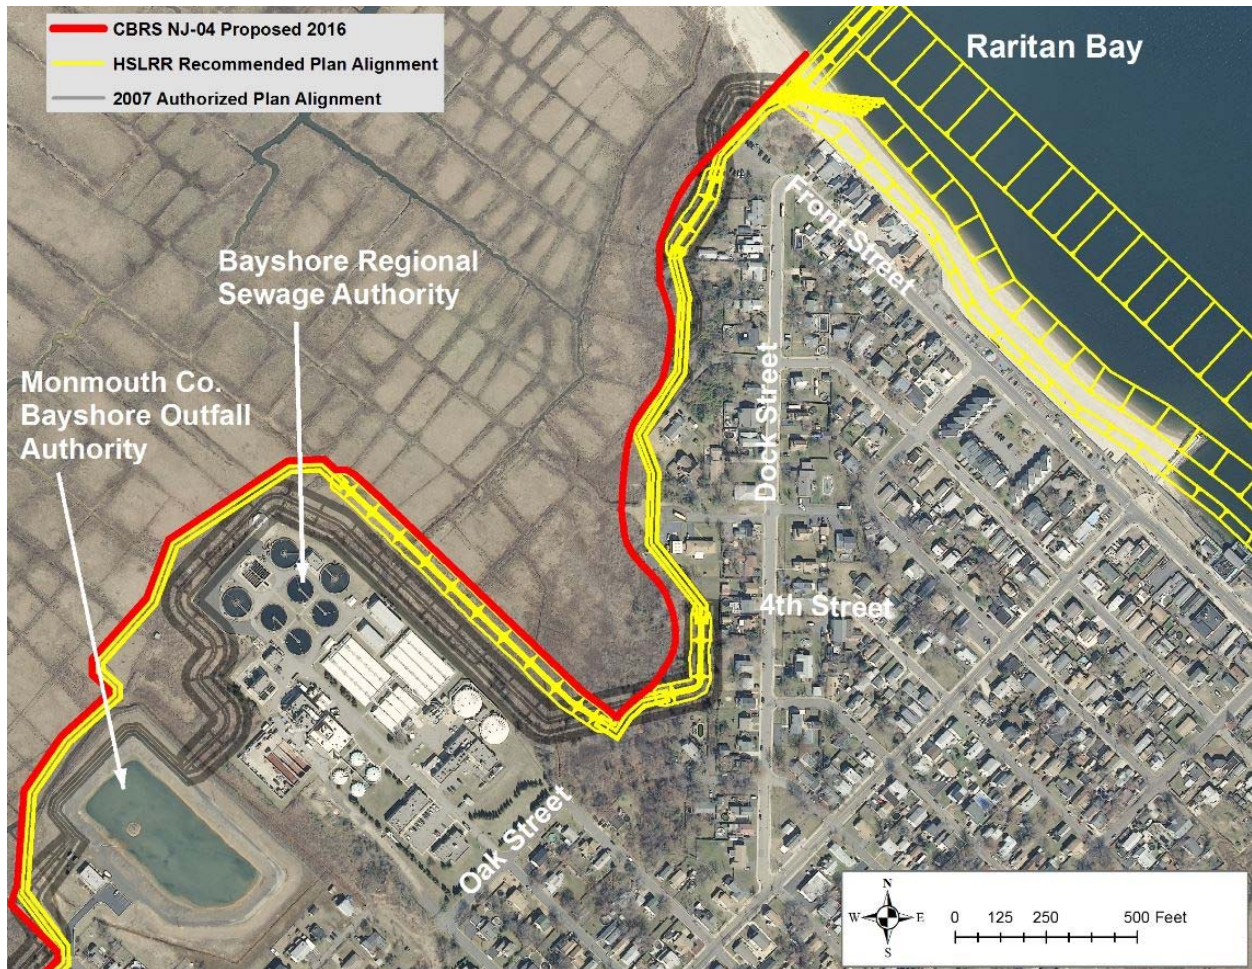 CBRS NJ-04 Proposed 2016
HSLRR Recommended Plan Alignment
2007 Authorized Plan Alignment
Raritan Bay
Front Street
Bayshore Regional
Sewage Authority
Monmouth Co.
Bayshore Outfall
Authority
Dock Street
4th Street
Oak Street
N
W E
S
0 125 250 500 Feet